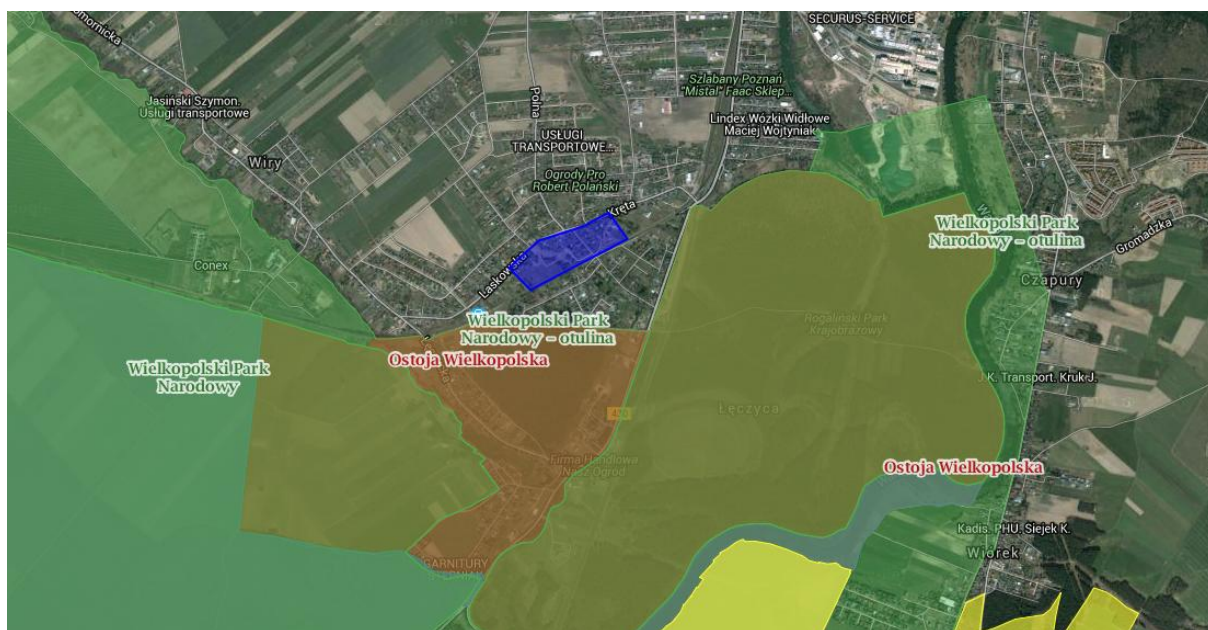 SECURUS-SERVICE
Szlabany Poznań
"Mistal" Faac Sklep...
Jasiński Szymon.
Usługi transportowe
Polna
Lindex Wózki Widłowe
Maciej Wojtyniak
USŁUGI
TRANSPORTOWE...
Wiry
Ogrody Pro
Robert Polański
Kręta
Wielkopolski Park
Narodowy - otulina
Gromadzka
Conex
Czapury
Rogaliński Park
Krajobrazowy
Wielkopolski Park
Narodowy - otulina
Ostoja Wielkopolska
Wielkopolski Park
Narodowy
J.K. Transport. Kruk J.
Łęczyca
430
Firma Handlowa
Nasz Ogród
Ostoja Wielkopolska
Kadis. PHU. Siejek K.
Wiórek
GARNITURY